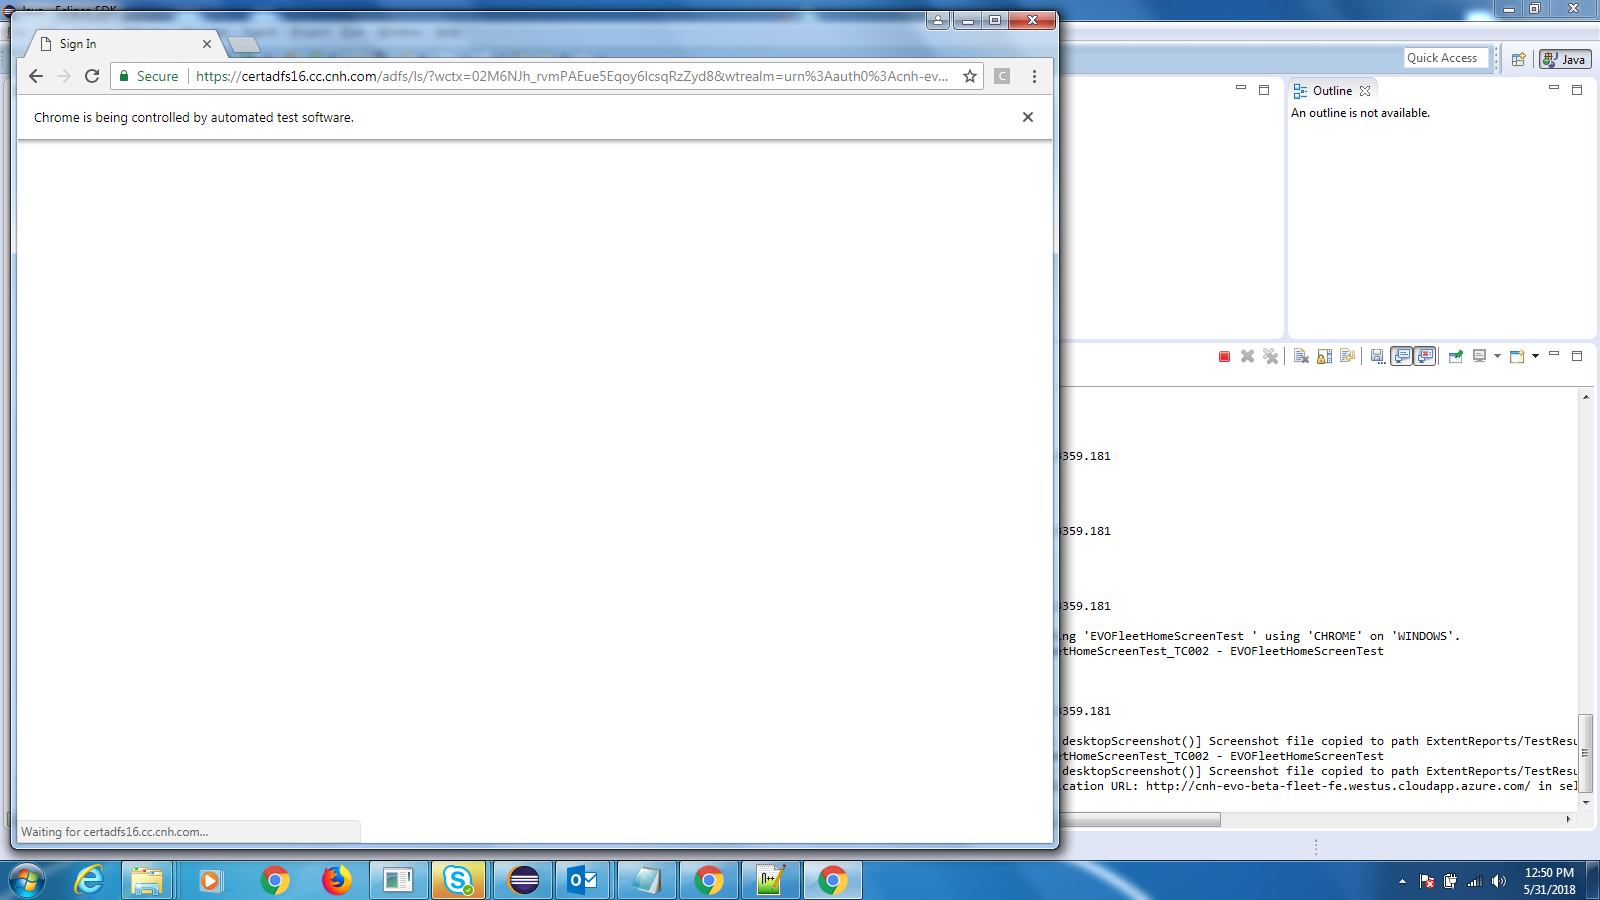 Java - Eclipse SDK
Sign In
Secure
https://certadfs16.cc.cnh.com/adfs/ls/?wctx=02M6NJh_rvmPAEue5Eqoy6lcsqRzZyd8&wtrealm=urn%3Aauth0%3Acnh-ev...
C
Chrome is being controlled by automated test software.
Quick Access
Java
Outline
An outline is not available.
359.181
359.181
359.181
ng 'EVOFleetHomeScreenTest ' using 'CHROME' on 'WINDOWS'.
etHomeScreenTest_TC002 - EVOFleetHomeScreenTest
359.181
desktopScreenshot()] Screenshot file copied to path ExtentReports/TestResu
etHomeScreenTest_TC002 - EVOFleetHomeScreenTest
desktopScreenshot()] Screenshot file copied to path ExtentReports/TestResu
ication URL: http://cnh-evo-beta-fleet-fe.westus.cloudapp.azure.com/ in sel
Waiting for certadfs16.cc.cnh.com...
12:50 PM
5/31/2018